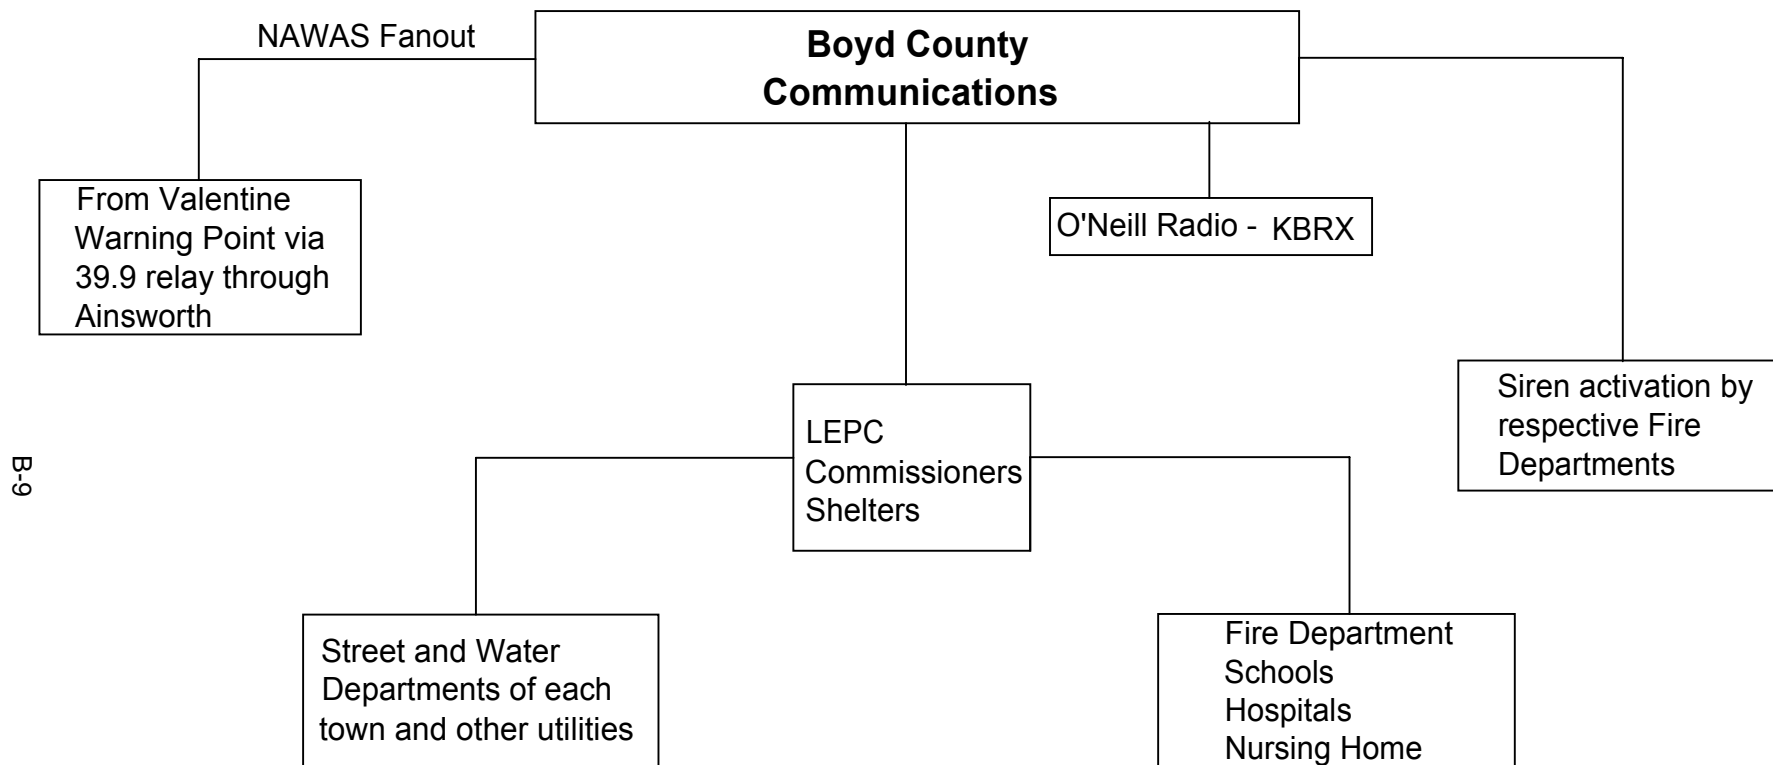 NAWAS Fanout
Boyd County
Communications
From Valentine
Warning Point via
39.9 relay through
Ainsworth
O'Neill Radio - KBRX
Siren activation by
respective Fire
Departments
LEPC
Commissioners
Shelters
B-9
Street and Water
Departments of each
town and other utilities
Fire Department
Schools
Hospitals
Nursing Home